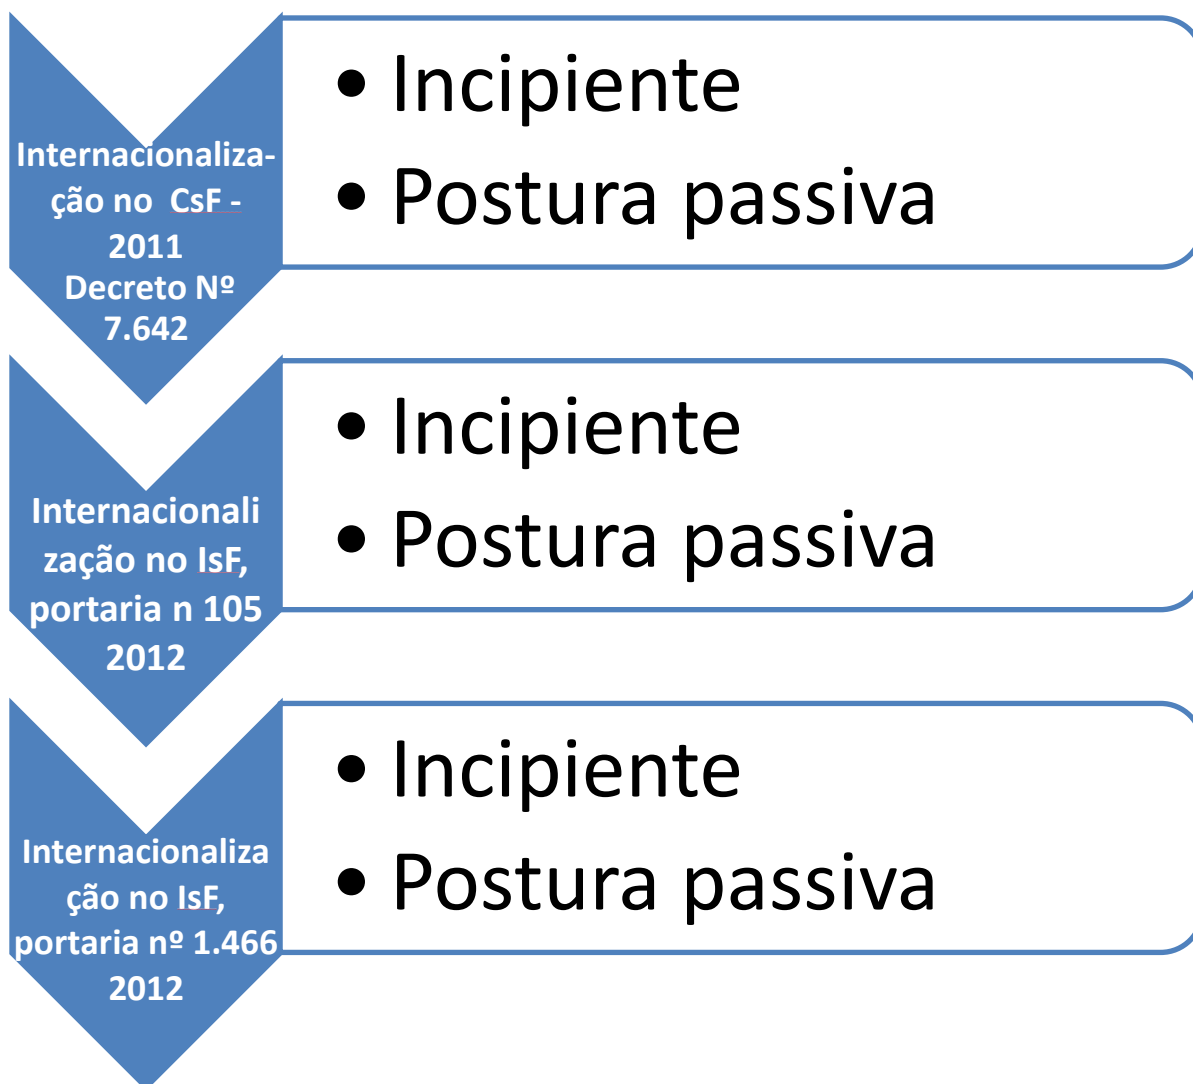 Internacionaliza-
ção no CsF -
2011
Decreto Nº
7.642
• Incipiente
• Postura passiva
Internacionali
zação no IsF,
portaria n 105
2012
• Incipiente
• Postura passiva
Internacionaliza
ção no IsF,
portaria nº 1.466
2012
• Incipiente
• Postura passiva